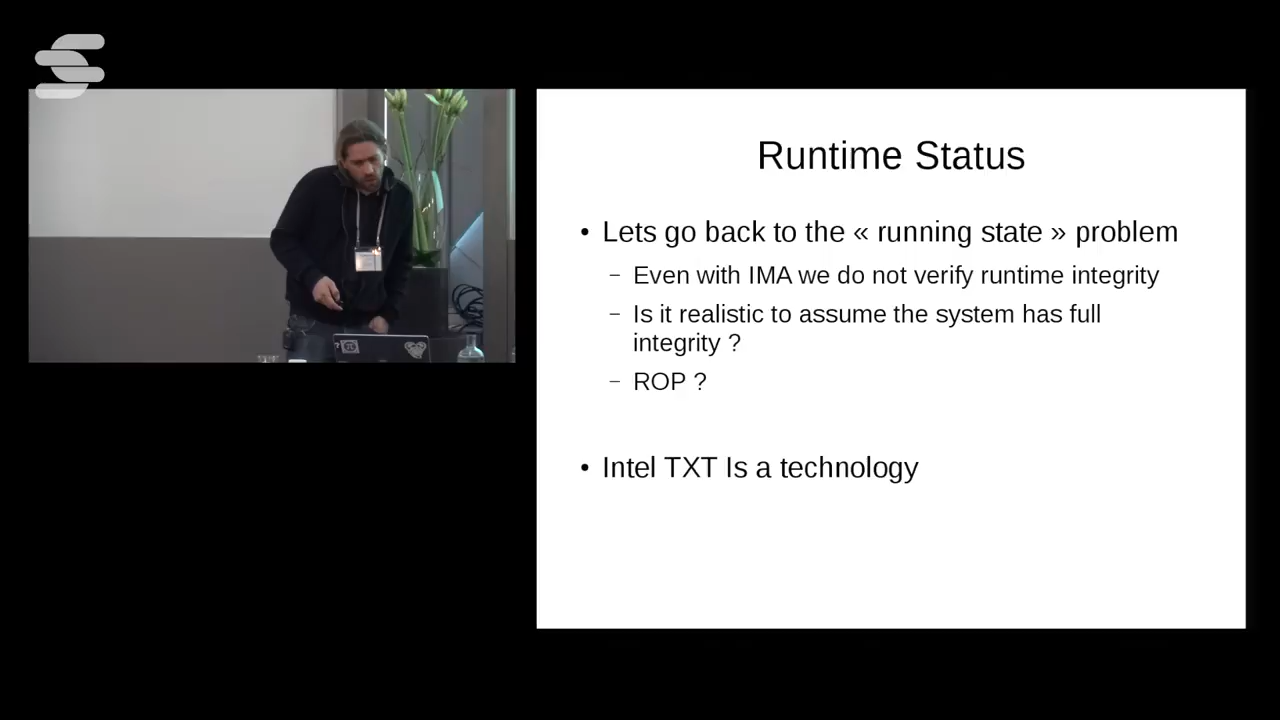 Runtime Status
• Lets go back to the « running state » problem
– Even with IMA we do not verify runtime integrity
– Is it realistic to assume the system has full
integrity ?
– ROP ?
• Intel TXT Is a technology